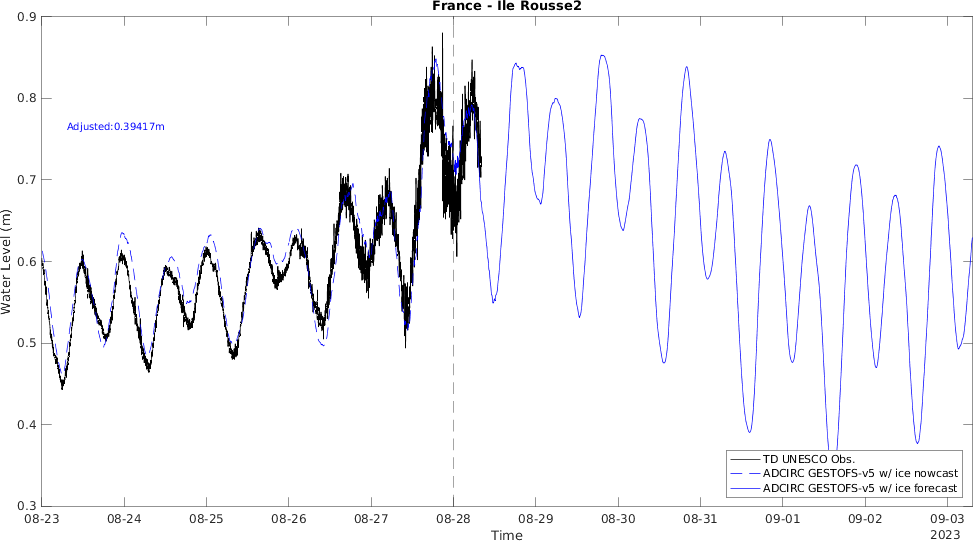 France - Ile Rousse2
0.9
0.8
0.7
0.6
0.5
0.4
0.3
Water Level (m)
Adjusted:0.39417m
TD UNESCO Obs.
ADCIRC GESTOFS-v5 w/ ice nowcast
ADCIRC GESTOFS-v5 w/ ice forecast
08-23 08-24 08-25 08-26 08-27 08-28 08-29 08-30 08-31 09-01 09-02 09-03
2023
Time